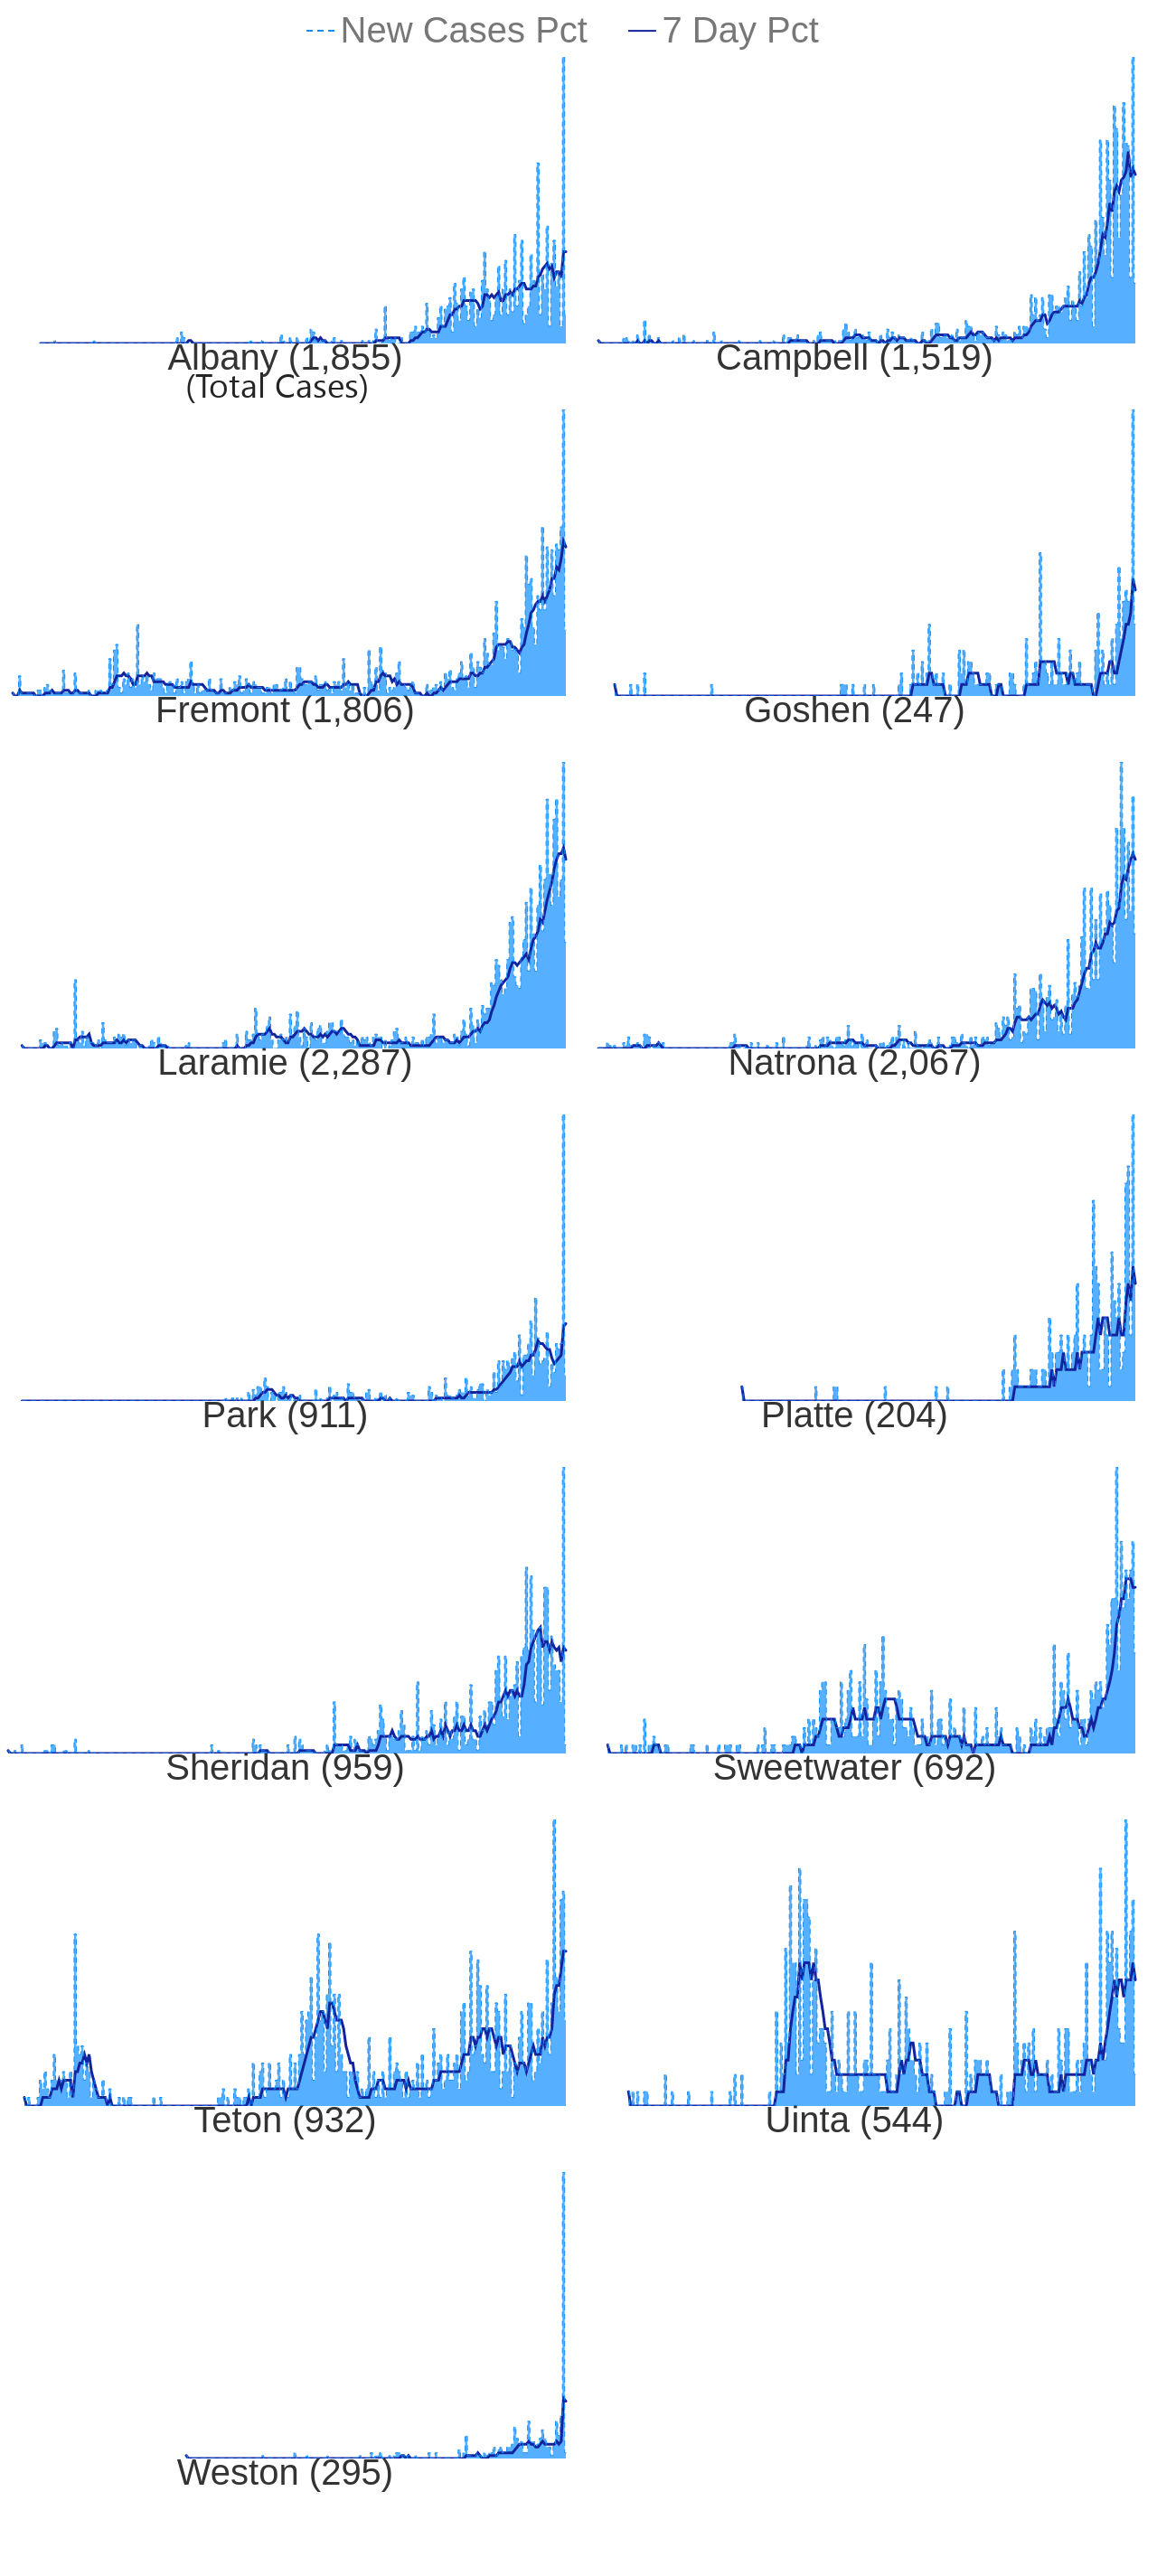 New Cases Pct 7 Day Pct
Albany (1,855) Campbell (1,519)
(Total Cases)
Fremont (1,806) Goshen (247)
Laramie (2,287) Natrona (2,067)
Park (911) Platte (204)
Sheridan (959) Sweetwater (692)
Teton (932) Uinta (544)
Weston (295)